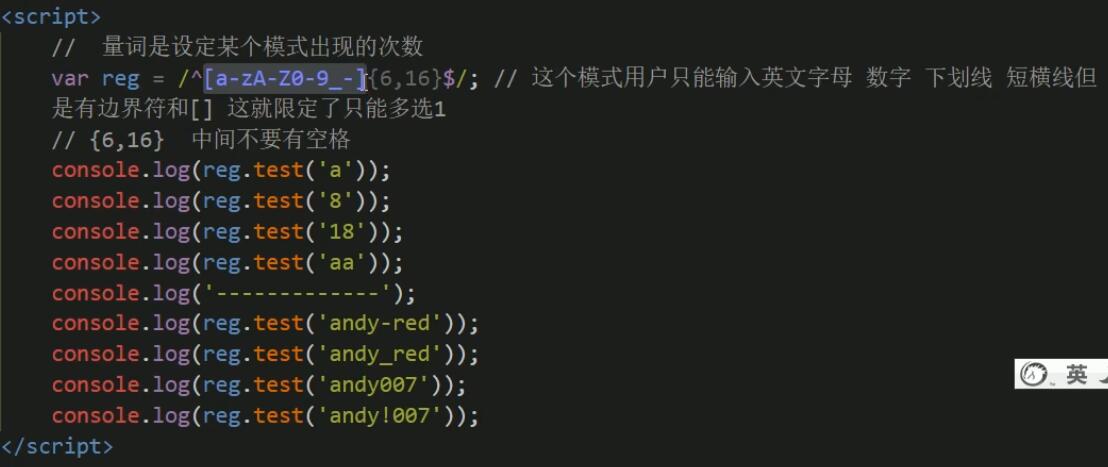 <script>
// 量词是设定某个模式出现的次数
var reg = /^[a-zA-Z0-9_-]{6,16}$/; // 这个模式用户只能输入英文字母 数字 下划线 短横线但
是有边界符和[] 这就限定了只能多选1
// {6,16} 中间不要有空格
console.log(reg.test('a'));
console.log(reg.test('8'));
console.log(reg.test('18'));
console.log(reg.test('aa'));
console.log('-------------');
console.log(reg.test('andy-red'));
console.log(reg.test('andy_red'));
console.log(reg.test('andy007'));
console.log(reg.test('andy!007'));
</script>
英